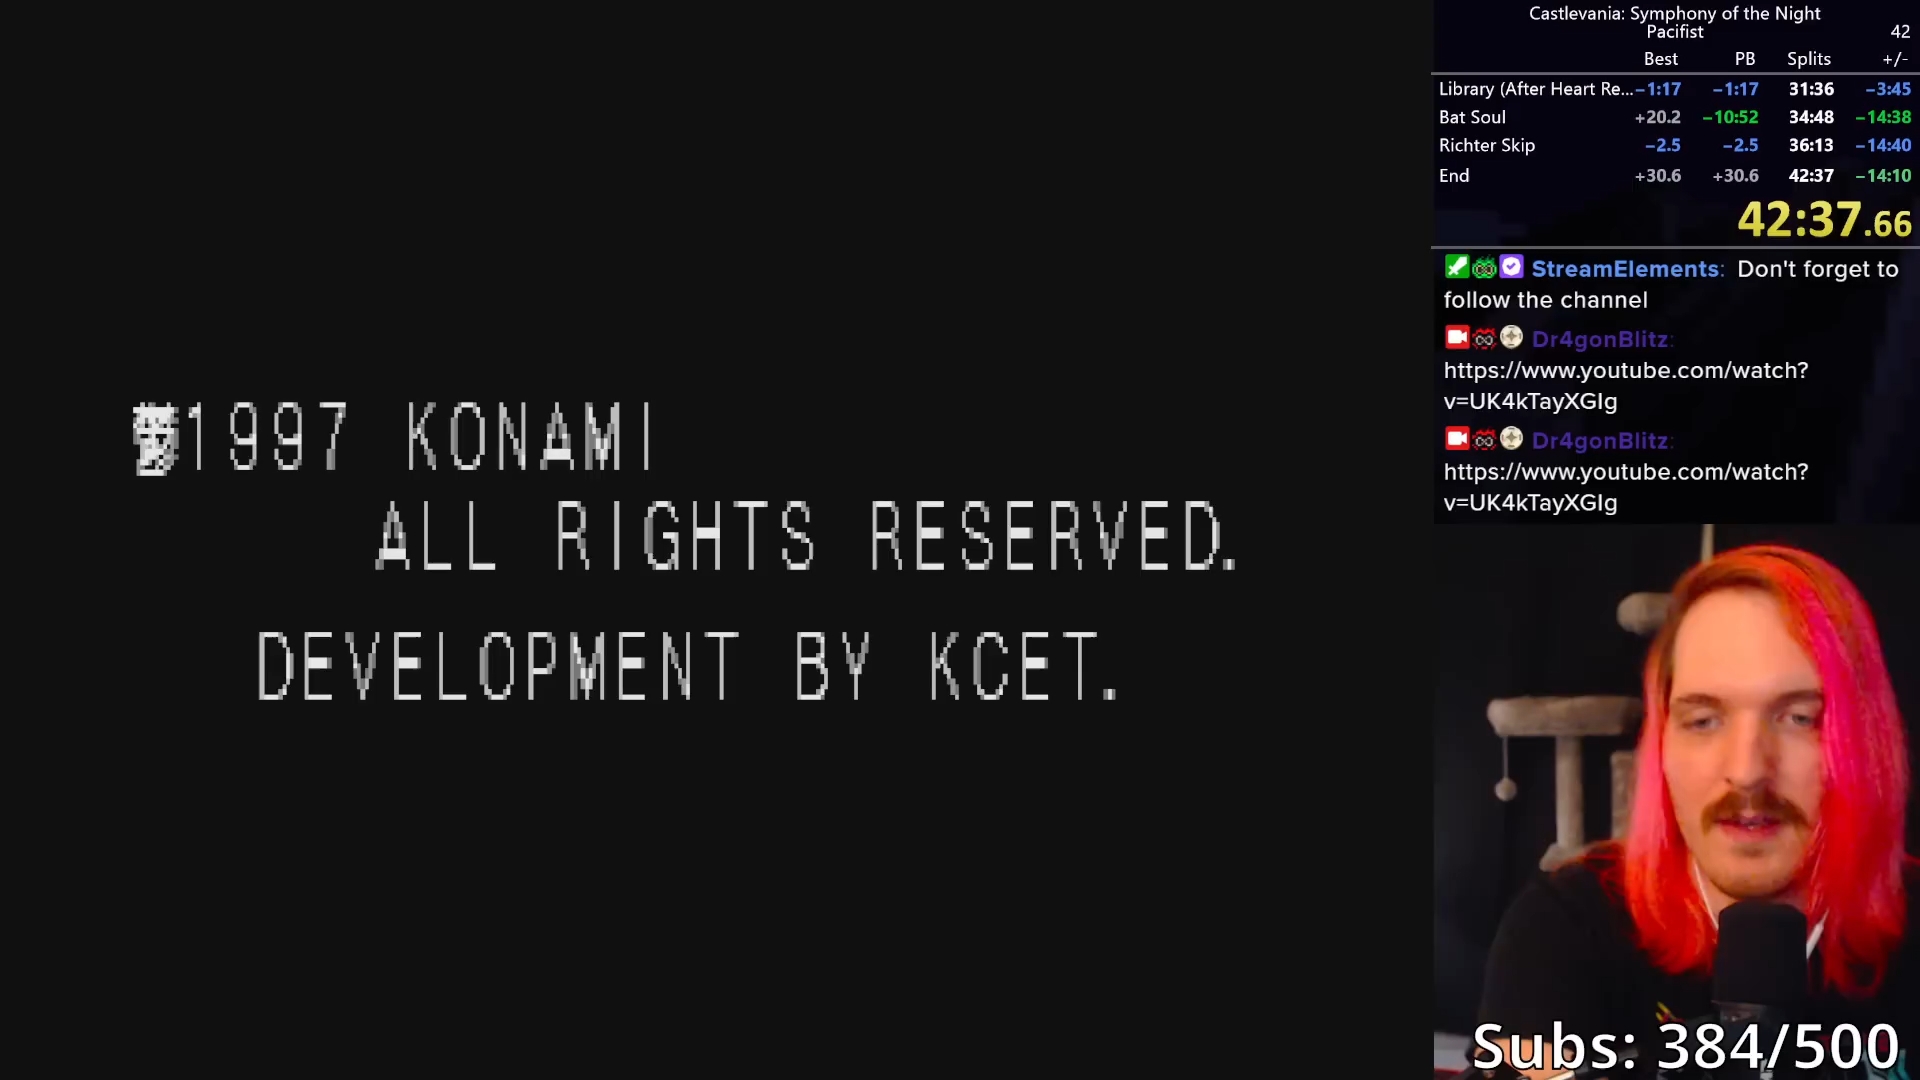 1997 KONAMI
ALL RIGHTS RESERVED.
DEVELOPMENT BY KCET.
Castlevania: Symphony of the Night
Pacifist 42
Best PB Splits +/-
Library (After Heart Re... −1:17 −1:17 31:36 −3:45
Bat Soul +20.2 −10:52 34:48 −14:38
Richter Skip −2.5 −2.5 36:13 −14:40
End +30.6 +30.6 42:37 −14:10
42:37.66
StreamElements: Don't forget to
follow the channel
Dr4gonBlitz:
https://www.youtube.com/watch?
v=UK4kTayXGIg
Dr4gonBlitz:
https://www.youtube.com/watch?
v=UK4kTayXGIg
Subs: 384/500